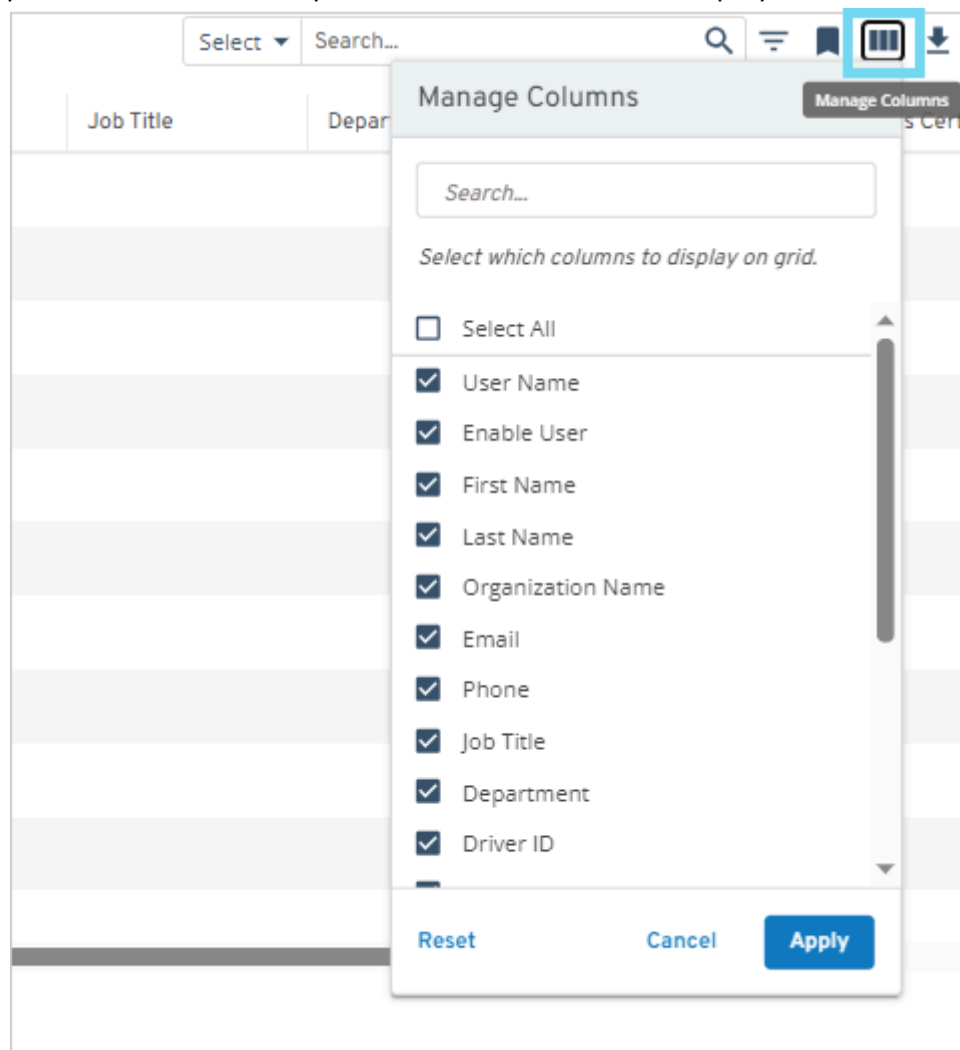 Select
Search...
Manage Columns
Manage Columns
Job Title
Depar
s Cer
Search...
Select which columns to display on grid.
Select All
User Name
Enable User
First Name
Last Name
Organization Name
Email
Phone
Job Title
Department
Driver ID
Reset
Cancel
Apply